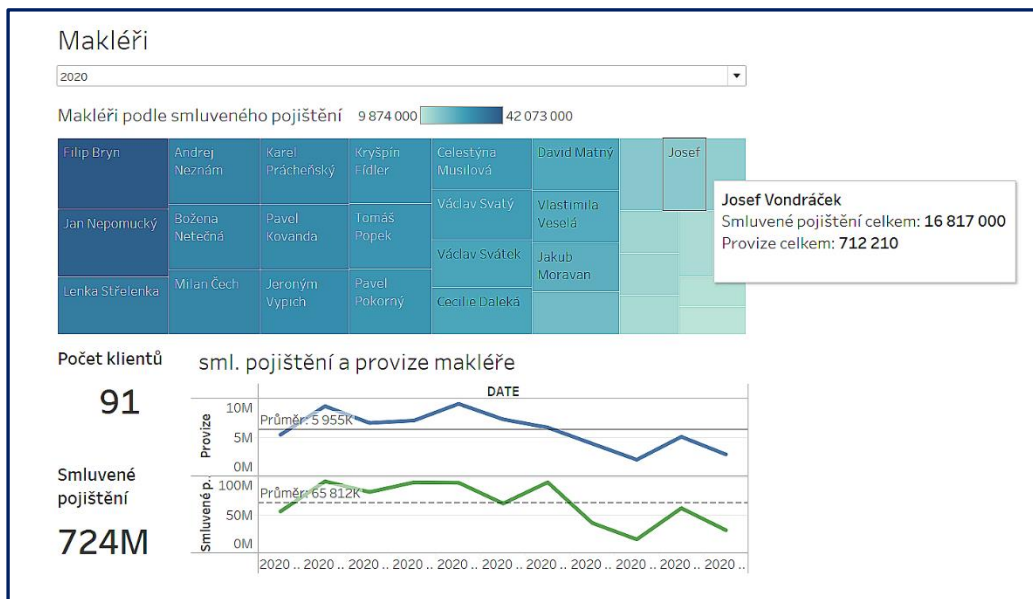 Makléři
2020
Makléři podle smluveného pojištění 9 874 000 42 073 000
Filip Bryn
Andrej
Neznám
Karel
Prácheňský
Kryšpín
Fídler
Celestýna
Musilová
David Matný
Josef
Jan Nepomucký
Božena
Netečná
Pavel
Kovanda
Tomáš
Popek
Václav Svatý
Vlastimila
Veselá
Václav Svátek
Jakub
Moravan
Lenka Střelenka
Milan Čech
Jeroným
Vypich
Pavel
Pokorný
Cecilie Daleká
Josef Vondráček
Smluvené pojištění celkem: 16 817 000
Provize celkem: 712 210
Počet klientů
91
Smluvené
pojištění
724M
sml. pojištění a provize makléře
DATE
Provize
10M
5M
0M
Průměr: 5 955K
Smluvené p..
100M
50M
0M
Průměr: 65 812K
2020 .. 2020 .. 2020 .. 2020 .. 2020 .. 2020 .. 2020 .. 2020 .. 2020 .. 2020 .. 2020 ..